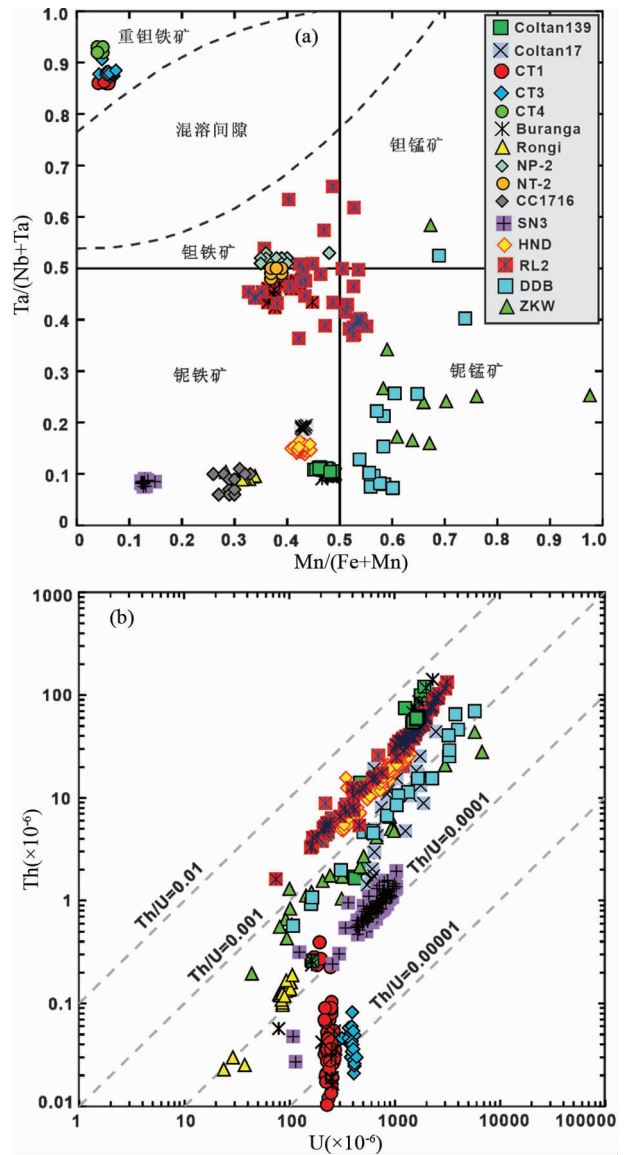 (a)
重钽铁矿
混溶间隙
钽锰矿
钽铁矿
铌铁矿
铌锰矿
Coltan139
Coltan17
CT1
CT3
CT4
Buranga
Rongi
NP-2
NT-2
CC1716
SN3
HND
RL2
DDB
ZKW
Ta/(Nb+Ta)
1.0
0.9
0.8
0.7
0.6
0.5
0.4
0.3
0.2
0.1
0
0.1
0.2
0.3
0.4
0.5
0.6
0.7
0.8
0.9
1.0
0
Mn/(Fe+Mn)
(b)
Th(×10⁻⁶)
1000
100
10
1
0.1
0.01
Th/U=0.01
Th/U=0.001
Th/U=0.0001
Th/U=0.00001
1
10
100
1000
10000
100000
U(×10⁻⁶)